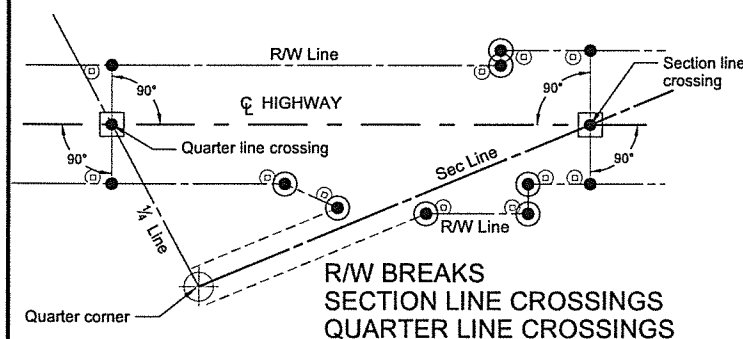 R/W Line
Section line
crossing
90°
90°
℄ HIGHWAY
Quarter line crossing
90°
90°
Sec Line
¼ Line
R/W Line
Quarter corner
R/W BREAKS
SECTION LINE CROSSINGS
QUARTER LINE CROSSINGS